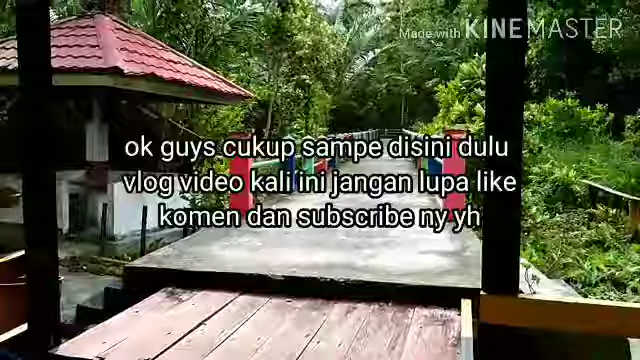 Made with KINEMASTER
ok guys cukup sampe disini dulu
vlog video kali ini jangan lupa like
komen dan subscribe ny yh